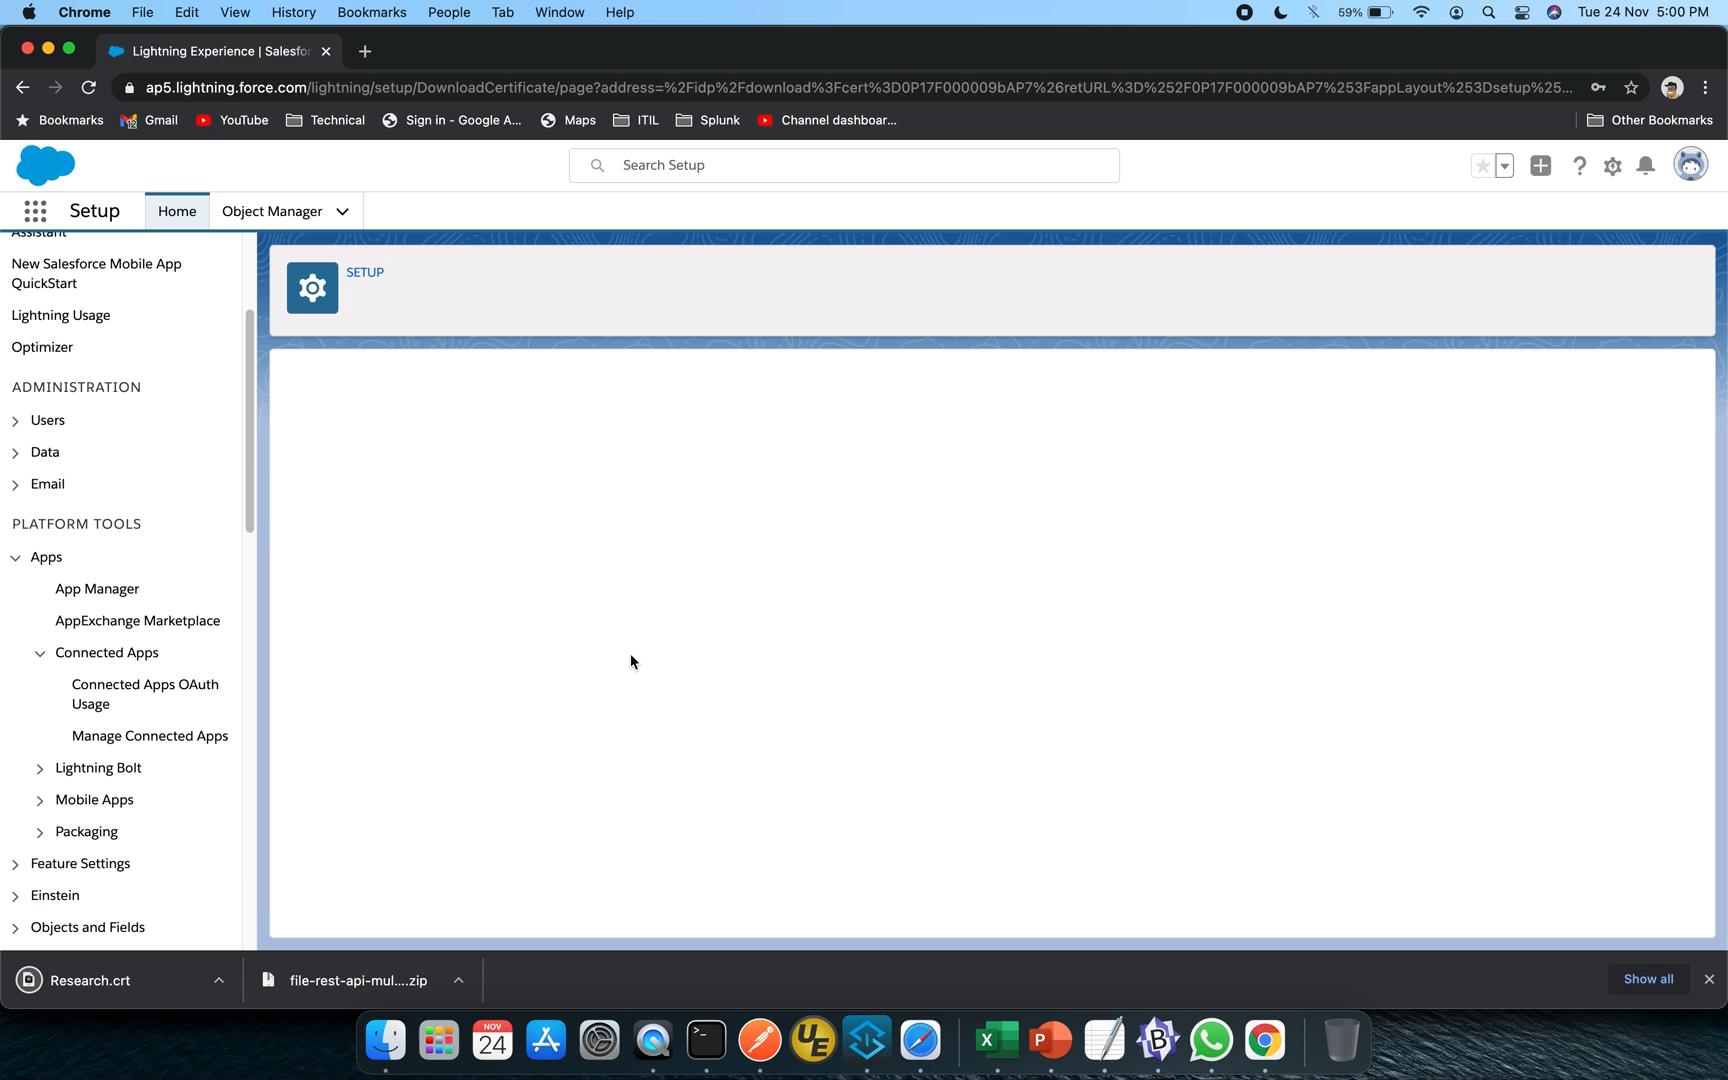 Chrome File Edit View History Bookmarks People Tab Window Help 59% Tue 24 Nov 5:00 PM
Lightning Experience | Salesfor
ap5.lightning.force.com/lightning/setup/DownloadCertificate/page?address=%2Fidp%2Fdownload%3Fcert%3D0P17F000009bAP7%26retURL%3D%252F0P17F000009bAP7%253FappLayout%253Dsetup%25...
Bookmarks Gmail YouTube Technical Sign in - Google A... Maps ITIL Splunk Channel dashboar... Other Bookmarks
Search Setup
Setup Home Object Manager
Assistant
New Salesforce Mobile App
QuickStart
Lightning Usage
Optimizer
ADMINISTRATION
Users
Data
Email
PLATFORM TOOLS
Apps
App Manager
AppExchange Marketplace
Connected Apps
Connected Apps OAuth
Usage
Manage Connected Apps
Lightning Bolt
Mobile Apps
Packaging
Feature Settings
Einstein
Objects and Fields
SETUP
Research.crt file-rest-api-mul....zip Show all
NOV
24
UE
X
P
B